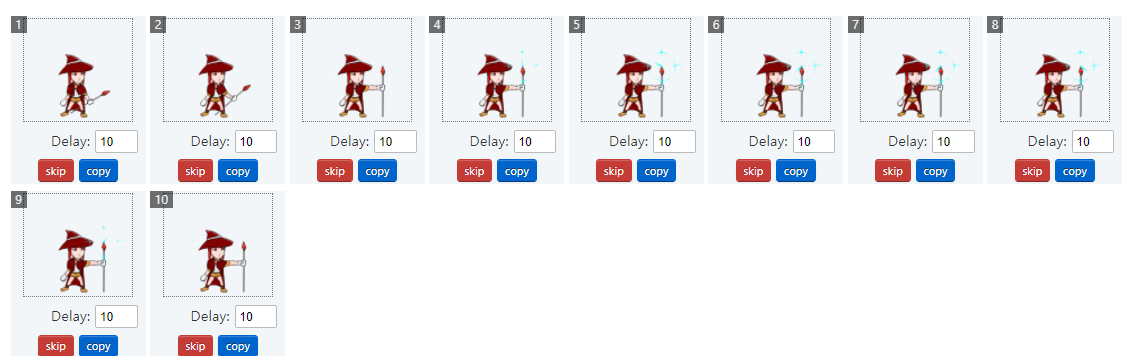 1 2 3 4 5 6 7 8
Delay: 10 Delay: 10 Delay: 10 Delay: 10 Delay: 10 Delay: 10 Delay: 10 Delay: 10
skip copy skip copy skip copy skip copy skip copy skip copy skip copy skip copy
9 10
Delay: 10 Delay: 10
skip copy skip copy